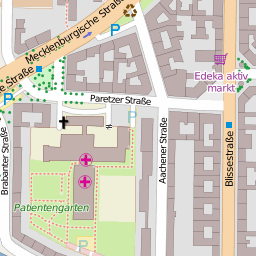 Mecklenburgische Straße
P
e Straße
P
Edeka aktiv
markt
Paretzer Straße
P
Brabanter Straße
Aachener Straße
Blissestraße
Patientengarten
P